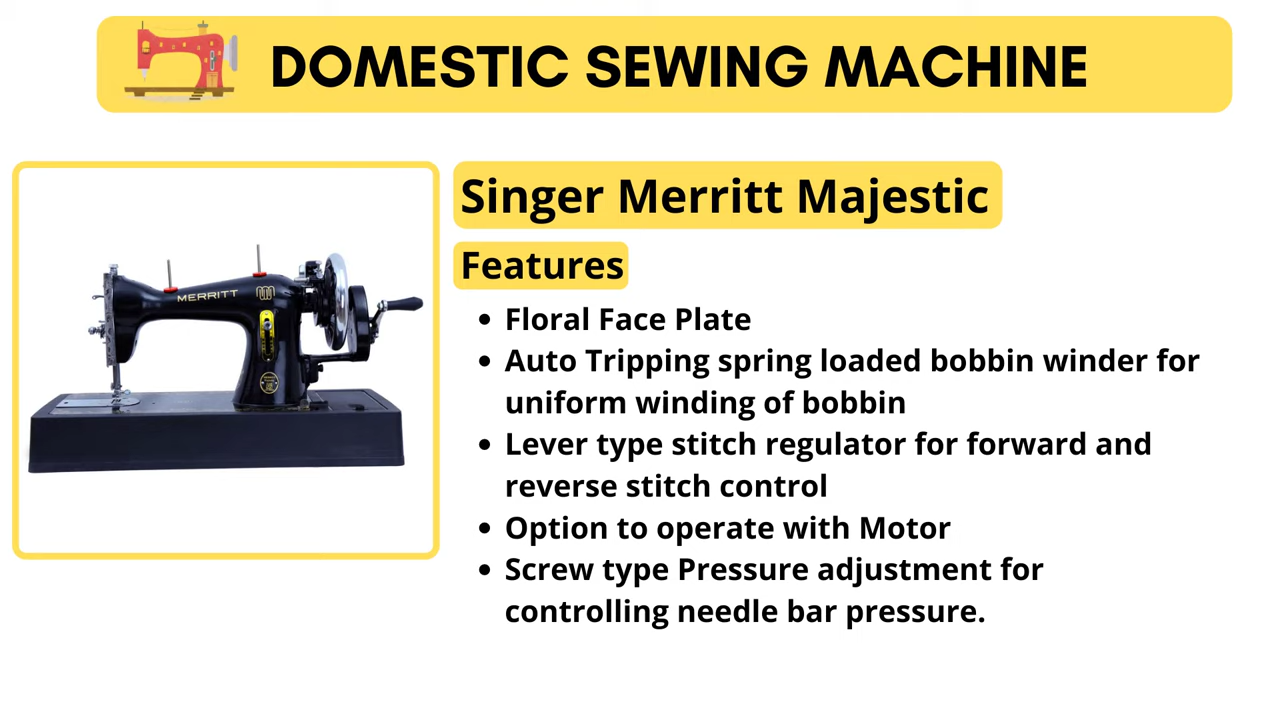 DOMESTIC SEWING MACHINE
Singer Merritt Majestic
Features
• Floral Face Plate
• Auto Tripping spring loaded bobbin winder for
uniform winding of bobbin
• Lever type stitch regulator for forward and
reverse stitch control
• Option to operate with Motor
• Screw type Pressure adjustment for
controlling needle bar pressure.
MERRITT